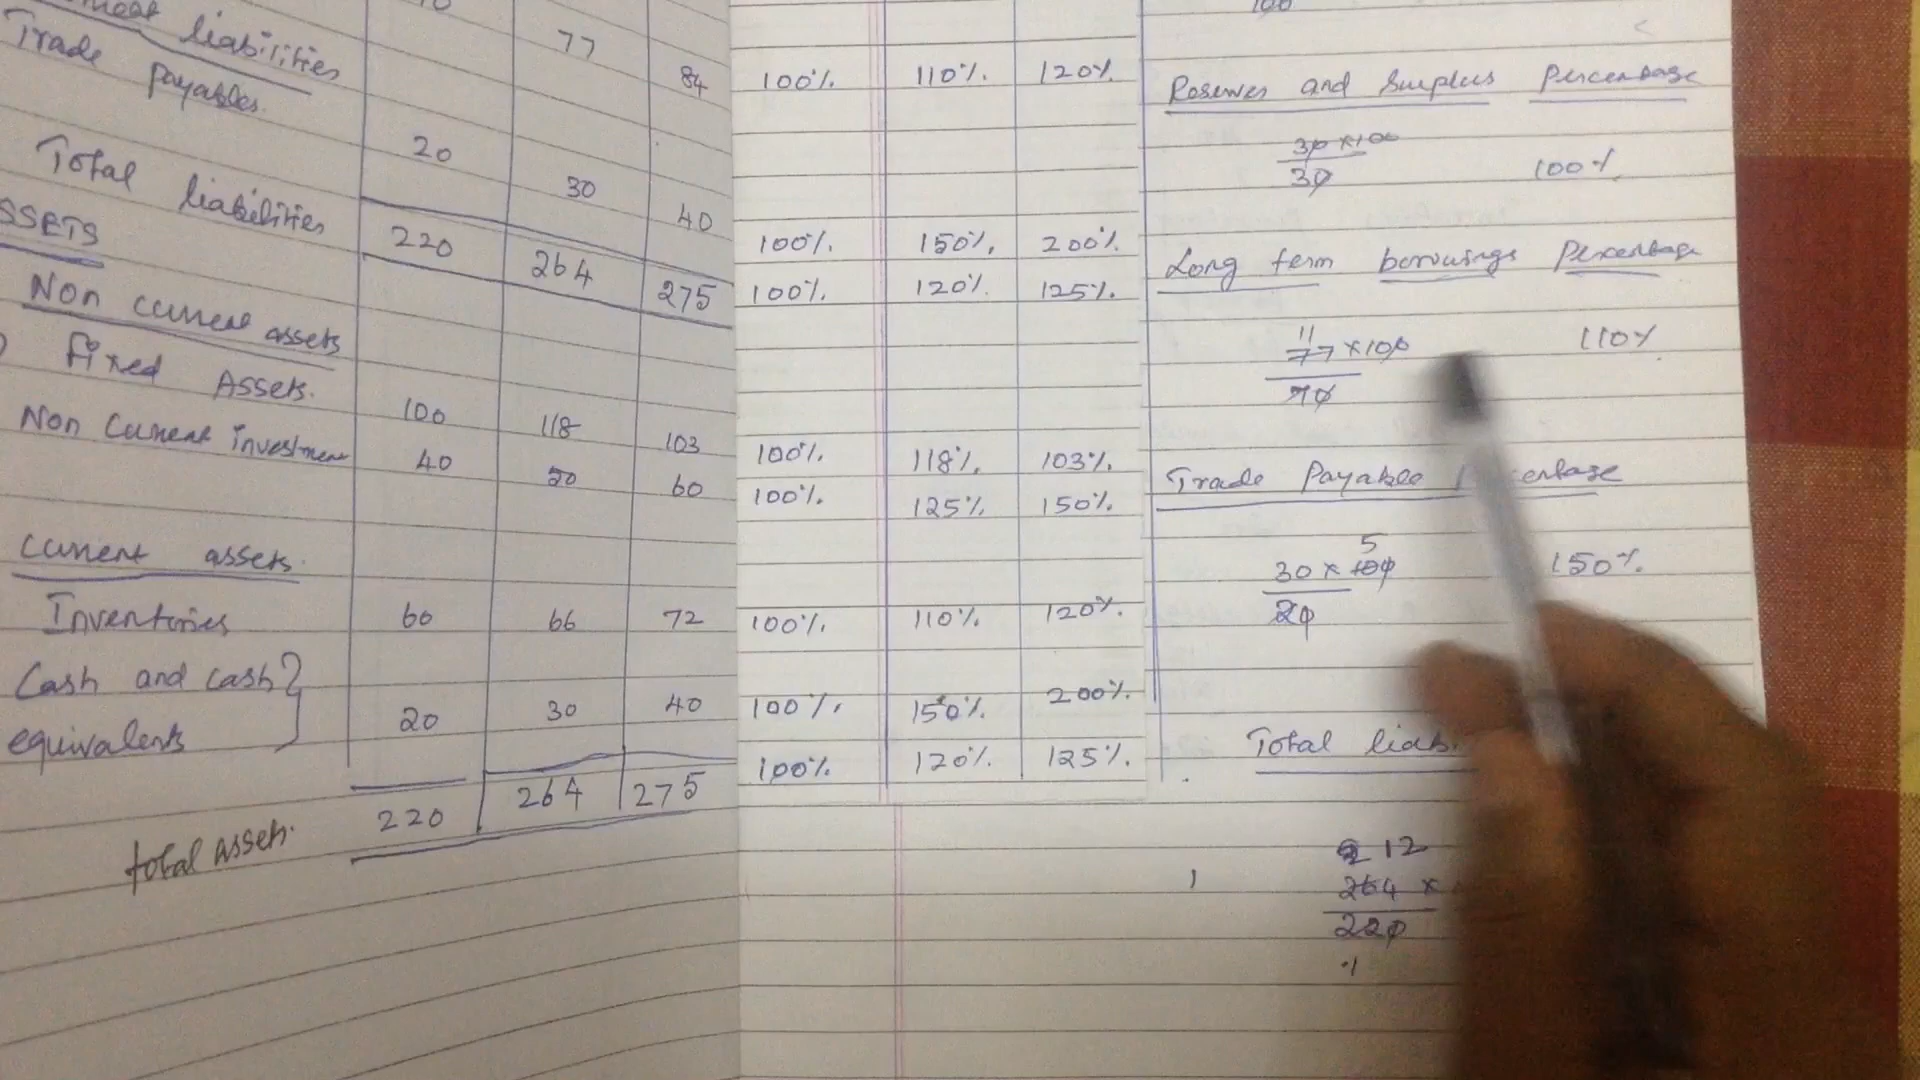 liabilities 77 84 100%. 110%. 120%.
Trade
payables. 20 30 40 100%. 150%. 200%.
Total liabilities 220 264 275 100%. 120%. 125%.
ASSETS
Non current assets
Fixed Assets. 100 118 103 100%. 118%. 103%.
Non Current investment 40 50 60 100%. 125%. 150%.
Current assets.
Inventories 60 66 72 100%. 110%. 120%.
Cash and cash }
equivalents 20 30 40 100%. 150%. 200%.
total assets. 220 264 275 100%. 120%. 125%.
100
Reserves and Surplus Percentage
30 x 100
30
100%
Long term borowings Percentage
11
77 x 100
70
110%
Trade Payable
5
30 x 100
20
150%.
Total
12
264 x
220